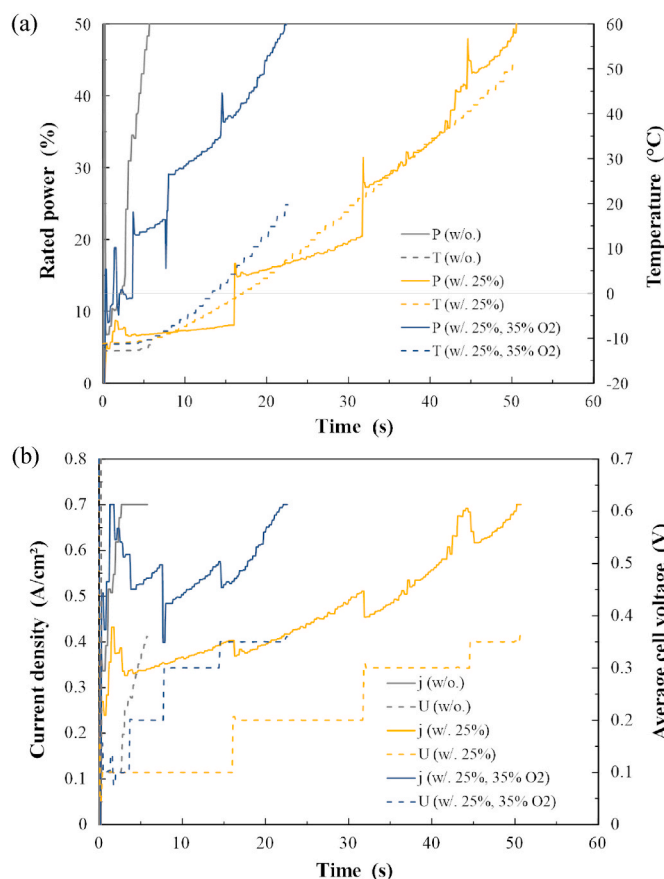 (a)
50
40
30
20
10
0
Rated power (%)
60
50
40
30
20
10
0
-10
-20
Temperature (°C)
P (w/o.)
T (w/o.)
P (w/. 25%)
T (w/. 25%)
P (w/. 25%, 35% O2)
T (w/. 25%, 35% O2)
0 10 20 30 40 50 60
Time (s)
(b)
0.8
0.7
0.6
0.5
0.4
0.3
0.2
0.1
0
Current density (A/cm²)
0.7
0.6
0.5
0.4
0.3
0.2
0.1
0
Average cell voltage (V)
j (w/o.)
U (w/o.)
j (w/. 25%)
U (w/. 25%)
j (w/. 25%, 35% O2)
U (w/. 25%, 35% O2)
0 10 20 30 40 50 60
Time (s)